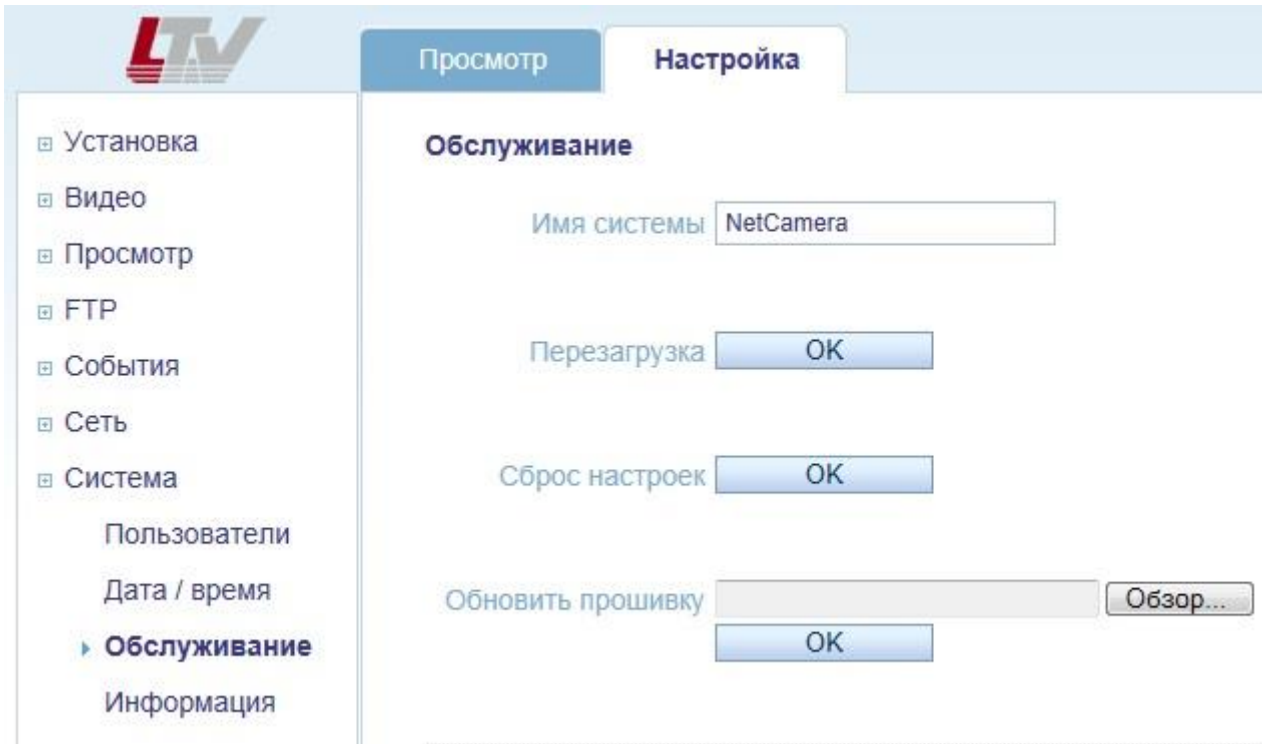 LTV
Просмотр
Настройка
Установка
Видео
Просмотр
FTP
События
Сеть
Система
Пользователи
Дата / время
Обслуживание
Информация
Обслуживание
Имя системы NetCamera
Перезагрузка OK
Сброс настроек OK
Обновить прошивку Обзор...
OK